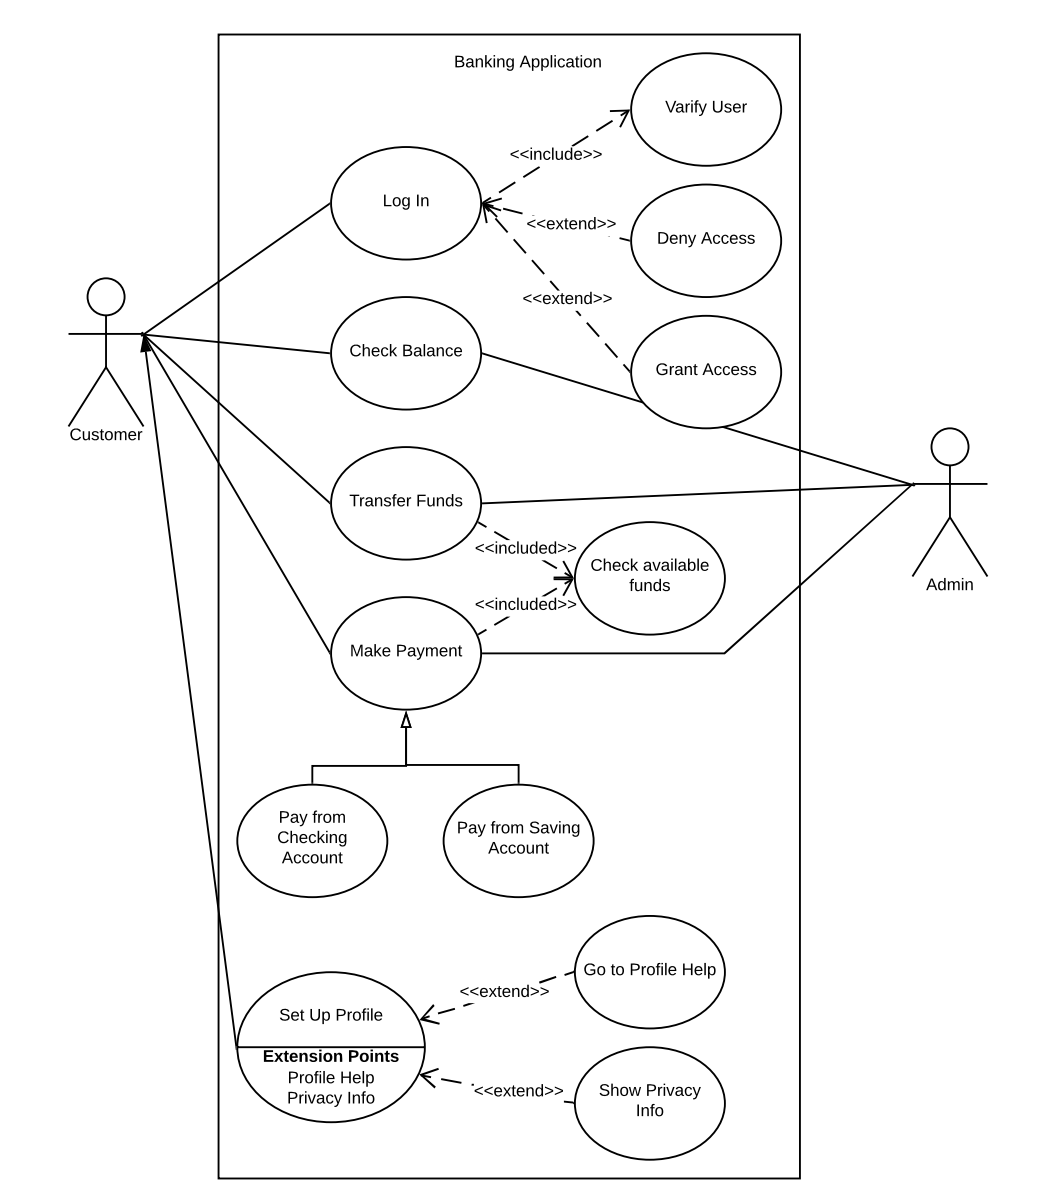 Banking Application
Varify User
<<include>>
Log In
<<extend>>
Deny Access
<<extend>>
Check Balance
Grant Access
Customer
Transfer Funds
<<included>>
Check available
funds
Admin
<<included>>
Make Payment
Pay from
Checking
Account
Pay from Saving
Account
Go to Profile Help
<<extend>>
Set Up Profile
Extension Points
Profile Help
Privacy Info
<<extend>>
Show Privacy
Info